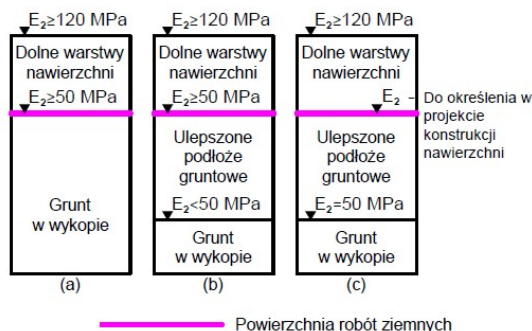 E₂≥120 MPa
E₂≥120 MPa
E₂≥120 MPa
Dolne warstwy
nawierzchni
Dolne warstwy
nawierzchni
Dolne warstwy
nawierzchni
E₂≥50 MPa
E₂≥50 MPa
E₂ - Do określenia w
projekcie
konstrukcji
nawierzchni
Grunt
w wykopie
Ulepszone
podłoże
gruntowe
Ulepszone
podłoże
gruntowe
E₂<50 MPa
E₂=50 MPa
Grunt
w wykopie
Grunt
w wykopie
(a)
(b)
(c)
Powierzchnia robót ziemnych